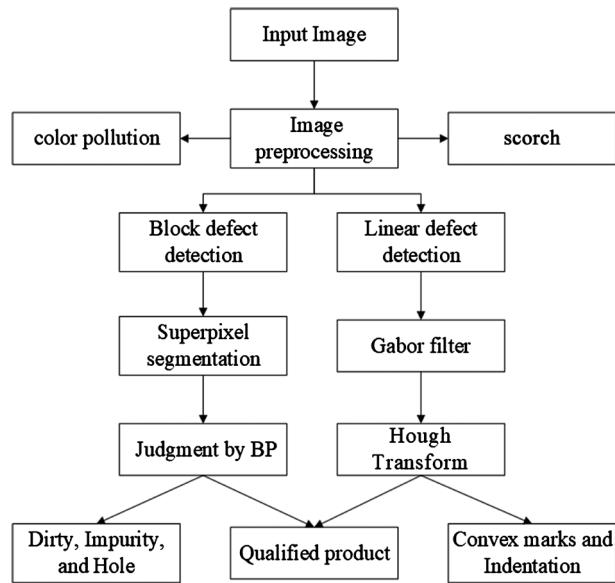 Input Image
color pollution
Image
preprocessing
scorch
Block defect
detection
Linear defect
detection
Superpixel
segmentation
Gabor filter
Judgment by BP
Hough
Transform
Dirty, Impurity,
and Hole
Qualified product
Convex marks and
Indentation